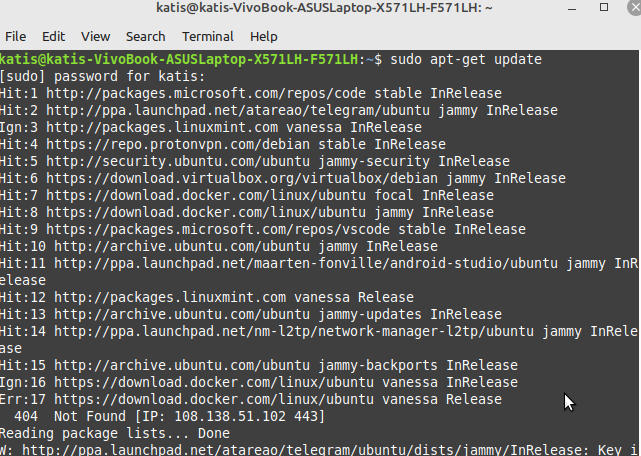 katis@katis-VivoBook-ASUSLaptop-X571LH-F571LH: ~
File Edit View Search Terminal Help
katis@katis-VivoBook-ASUSLaptop-X571LH-F571LH:~$ sudo apt-get update
[sudo] password for katis:
Hit:1 http://packages.microsoft.com/repos/code stable InRelease
Hit:2 http://ppa.launchpad.net/atareao/telegram/ubuntu jammy InRelease
Ign:3 http://packages.linuxmint.com vanessa InRelease
Hit:4 https://repo.protonvpn.com/debian stable InRelease
Hit:5 http://security.ubuntu.com/ubuntu jammy-security InRelease
Hit:6 https://download.virtualbox.org/virtualbox/debian jammy InRelease
Hit:7 https://download.docker.com/linux/ubuntu focal InRelease
Hit:8 https://download.docker.com/linux/ubuntu jammy InRelease
Hit:9 https://packages.microsoft.com/repos/vscode stable InRelease
Hit:10 http://archive.ubuntu.com/ubuntu jammy InRelease
Hit:11 http://ppa.launchpad.net/maarten-fonville/android-studio/ubuntu jammy InR
elease
Hit:12 http://packages.linuxmint.com vanessa Release
Hit:13 http://archive.ubuntu.com/ubuntu jammy-updates InRelease
Hit:14 http://ppa.launchpad.net/nm-l2tp/network-manager-l2tp/ubuntu jammy InRele
ase
Hit:15 http://archive.ubuntu.com/ubuntu jammy-backports InRelease
Ign:16 https://download.docker.com/linux/ubuntu vanessa InRelease
Err:17 https://download.docker.com/linux/ubuntu vanessa Release
404 Not Found [IP: 108.138.51.102 443]
Reading package lists... Done
W: http://ppa.launchpad.net/atareao/telegram/ubuntu/dists/jammy/InRelease: Key i